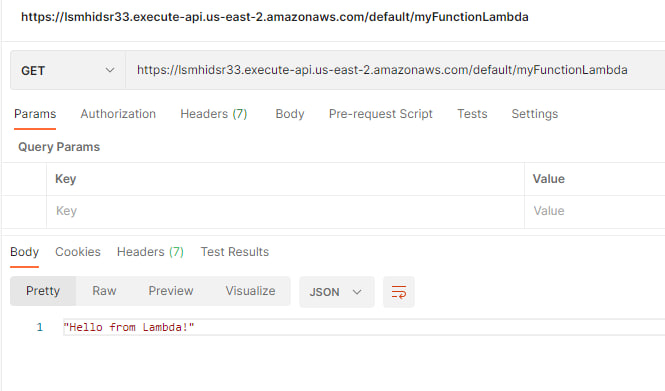 https://lsmhidsr33.execute-api.us-east-2.amazonaws.com/default/myFunctionLambda
GET https://lsmhidsr33.execute-api.us-east-2.amazonaws.com/default/myFunctionLambda
Params Authorization Headers (7) Body Pre-request Script Tests Settings
Query Params
Key Value
Key Value
Body Cookies Headers (7) Test Results
Pretty Raw Preview Visualize JSON
1 "Hello from Lambda!"